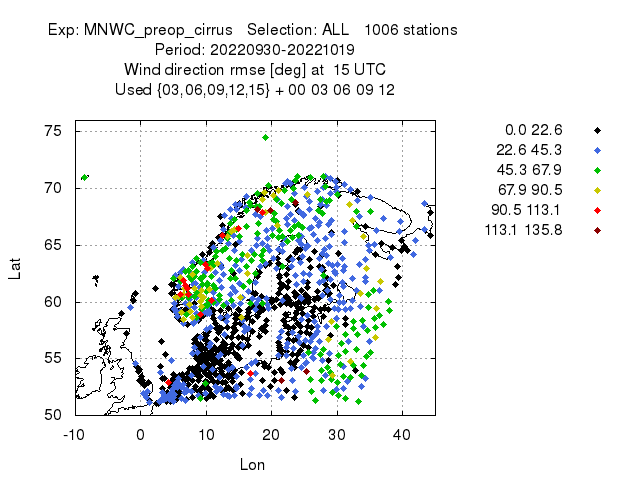 Exp: MNWC_preop_cirrus   Selection: ALL   1006 stations
Period: 20220930-20221019
Wind direction rmse [deg] at  15 UTC
Used {03,06,09,12,15} + 00 03 06 09 12
0.0 22.6
22.6 45.3
45.3 67.9
67.9 90.5
90.5 113.1
113.1 135.8
75
70
65
60
55
50
Lat
-10 0 10 20 30 40
Lon